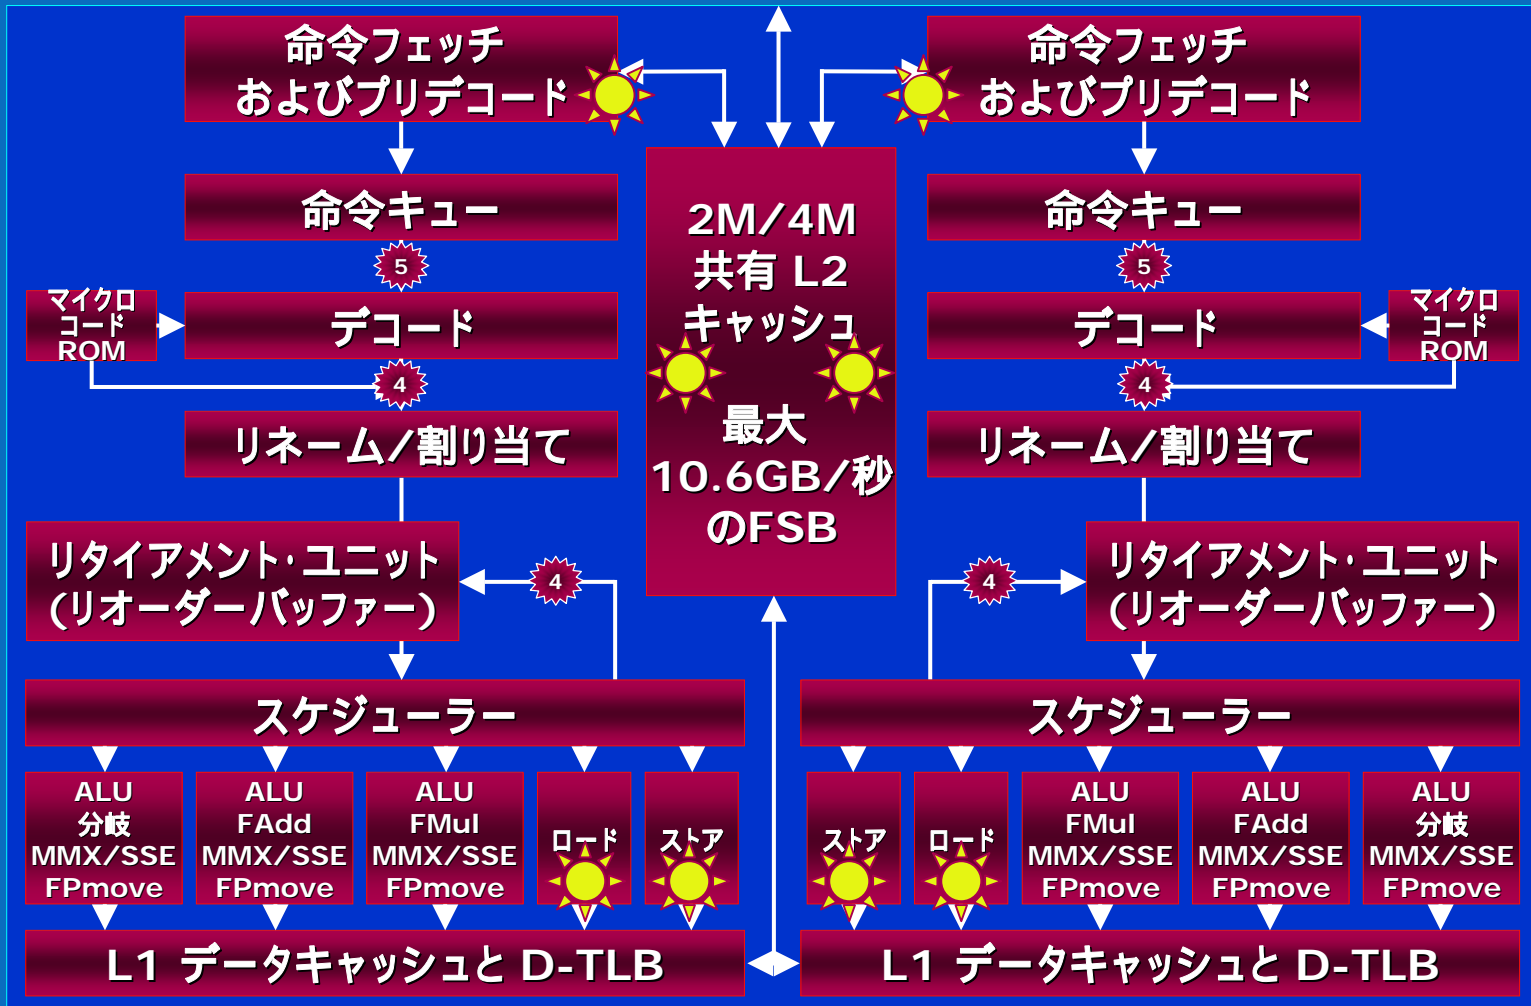 命令フェッチ
およびプリデコード
命令キュー
5
マイクロ
コード
ROM
デコード
4
リネーム/割り当て
リタイアメント・ユニット
(リオーダーバッファー)
4
スケジューラー
ALU
分岐
MMX/SSE
FPmove
ALU
FAdd
MMX/SSE
FPmove
ALU
FMul
MMX/SSE
FPmove
ロード
ストア
L1 データキャッシュと D-TLB
2M/4M
共有 L2
キャッシュ
最大
10.6GB/秒
のFSB
命令フェッチ
およびプリデコード
命令キュー
5
デコード
マイクロ
コード
ROM
4
リネーム/割り当て
4
リタイアメント・ユニット
(リオーダーバッファー)
スケジューラー
ストア
ロード
ALU
FMul
MMX/SSE
FPmove
ALU
FAdd
MMX/SSE
FPmove
ALU
分岐
MMX/SSE
FPmove
L1 データキャッシュと D-TLB